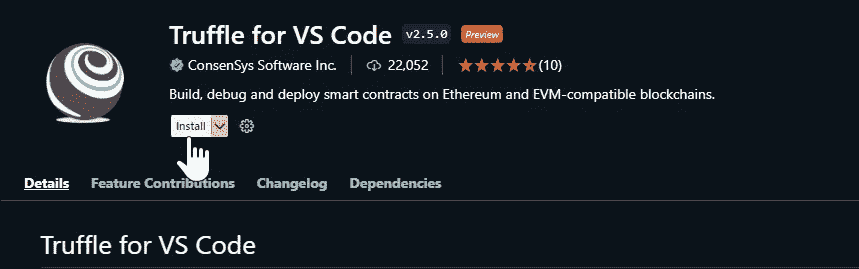 Truffle for VS Code v2.5.0 Preview
ConsenSys Software Inc. 22,052 (10)
Build, debug and deploy smart contracts on Ethereum and EVM-compatible blockchains.
Install
Details Feature Contributions Changelog Dependencies
Truffle for VS Code